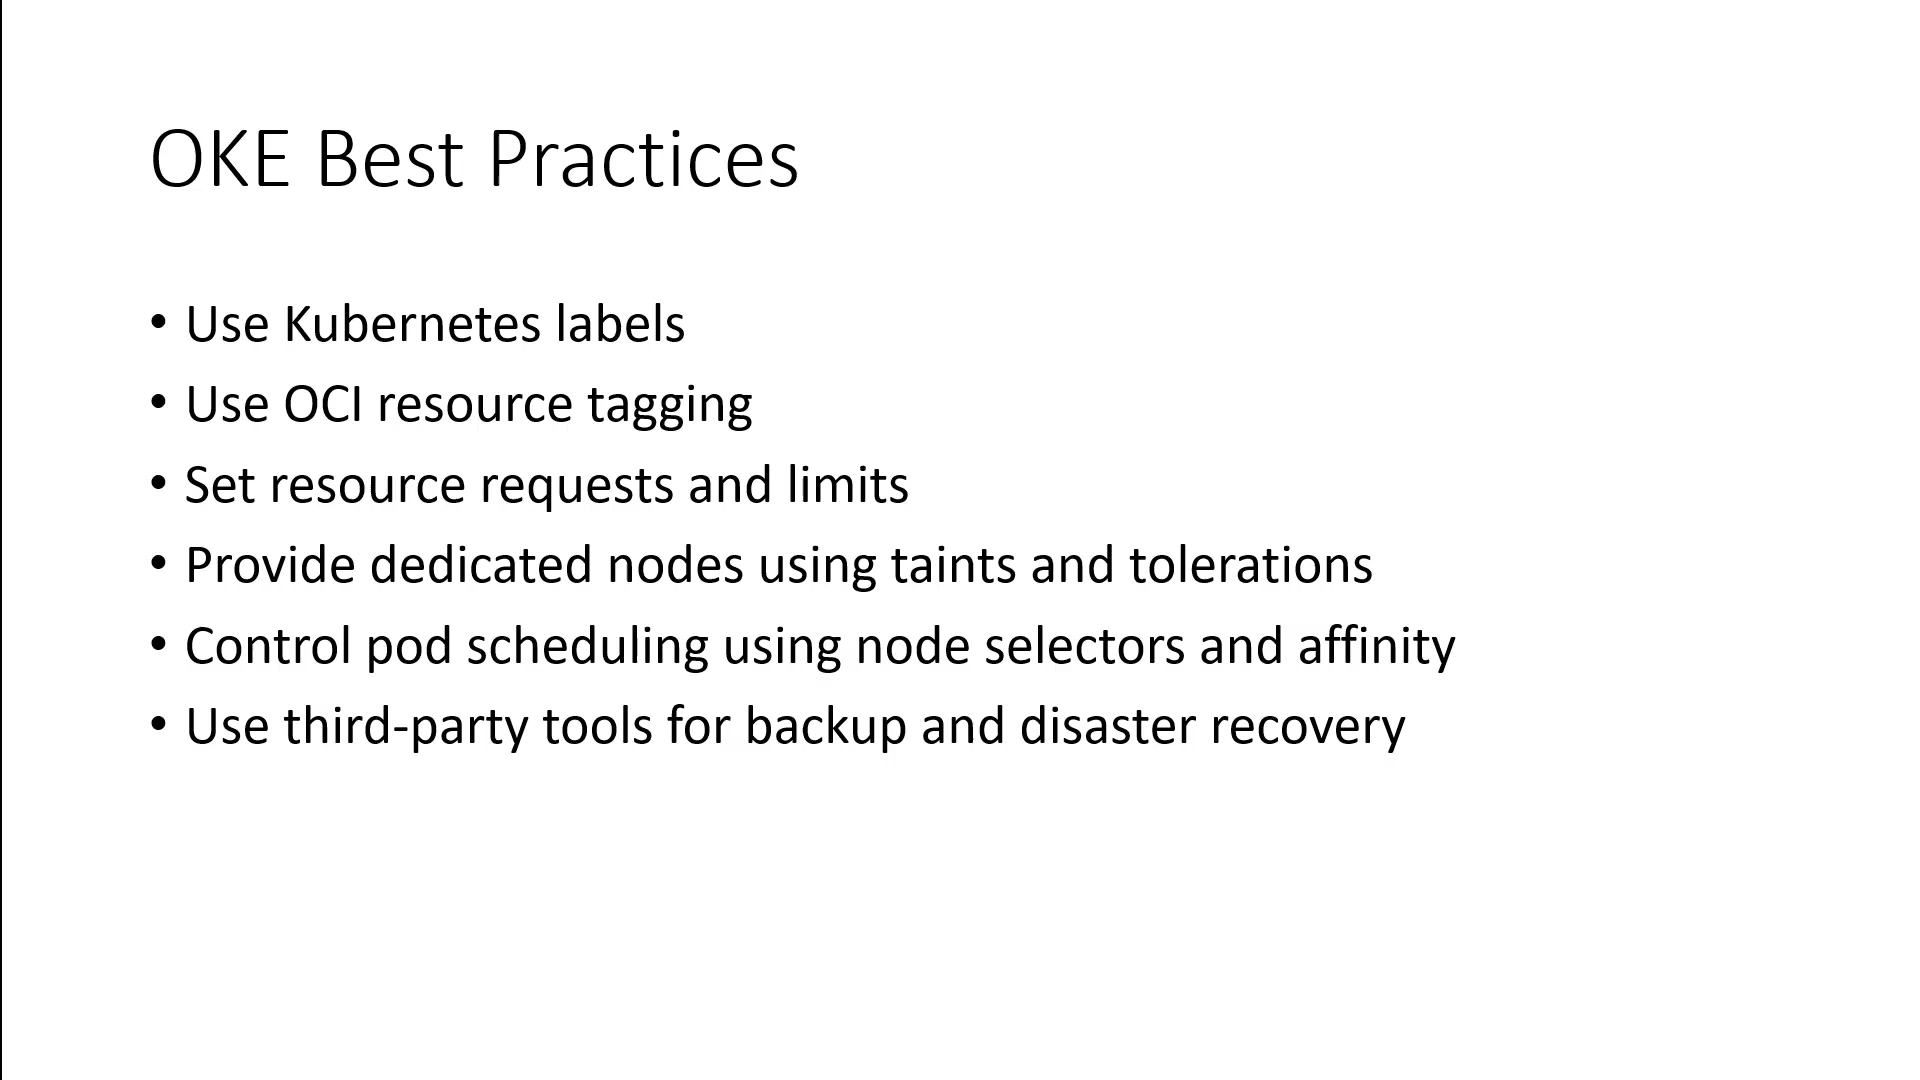 OKE Best Practices
• Use Kubernetes labels
• Use OCI resource tagging
• Set resource requests and limits
• Provide dedicated nodes using taints and tolerations
• Control pod scheduling using node selectors and affinity
• Use third-party tools for backup and disaster recovery